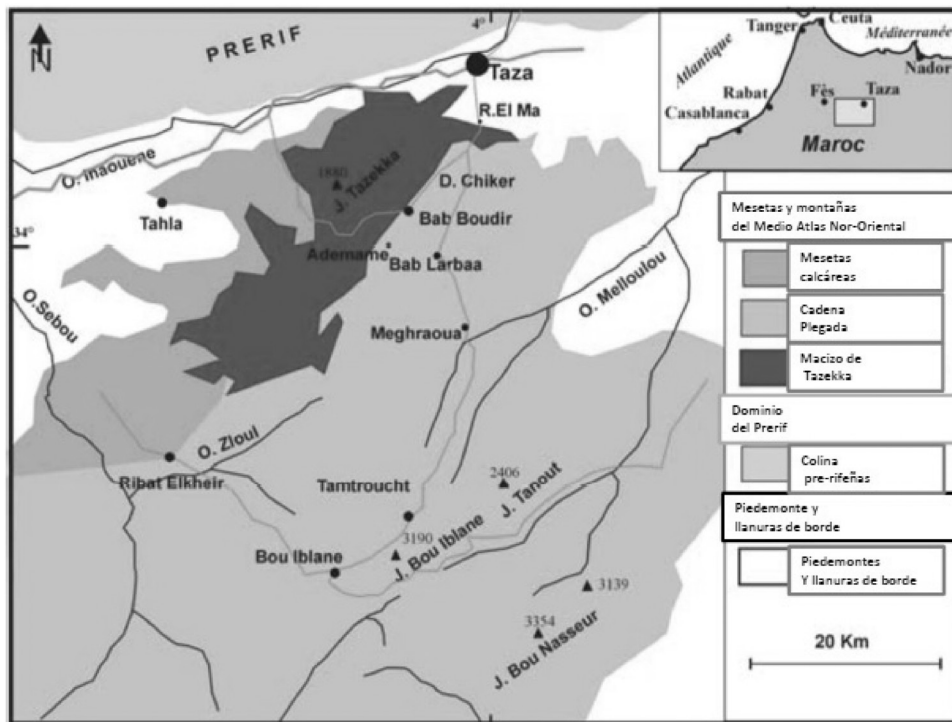 N
PRERIF
4°
Taza
R.El Ma
O. Inaouene
1880
J. Tazekka
D. Chiker
Tahla
Bab Boudir
34°
Ademame
Bab Larbaa
O.Sebou
O. Melloulou
Meghraoua
O. Zloul
Ribat Elkheir
Tamtroucht
2406
J. Tanout
3190
J. Bou Iblane
Bou Iblane
3139
3354
J. Bou Nasseur
Ceuta
Tanger
Méditerranée
Atlantique
Nador
Rabat
Fès
Taza
Casablanca
Maroc
Mesetas y montañas
del Medio Atlas Nor-Oriental
Mesetas
calcáreas
Cadena
Plegada
Macizo de
Tazekka
Dominio
del Prerif
Colina
pre-rifeñas
Piedemonte y
llanuras de borde
Piedemontes
Y llanuras de borde
20 Km